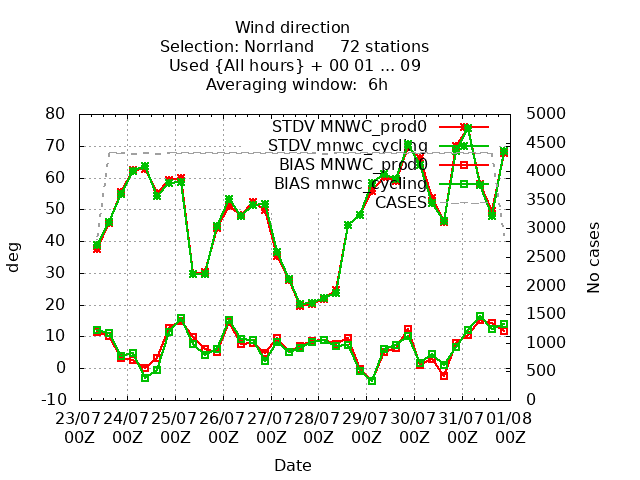 Wind direction
Selection: Norrland 72 stations
Used {All hours} + 00 01 ... 09
Averaging window: 6h
80 5000
STDV MNWC_prod0
70 4500
STDV mnwc_cycling
60 4000
BIAS MNWC_prod0
BIAS mnwc_cycling
50 3500
CASES
40 3000
30 2500
20 2000
10 1500
0 1000
500
-10 0
deg
No cases
23/07 24/07 25/07 26/07 27/07 28/07 29/07 30/07 31/07 01/08
00Z 00Z 00Z 00Z 00Z 00Z 00Z 00Z 00Z 00Z
Date